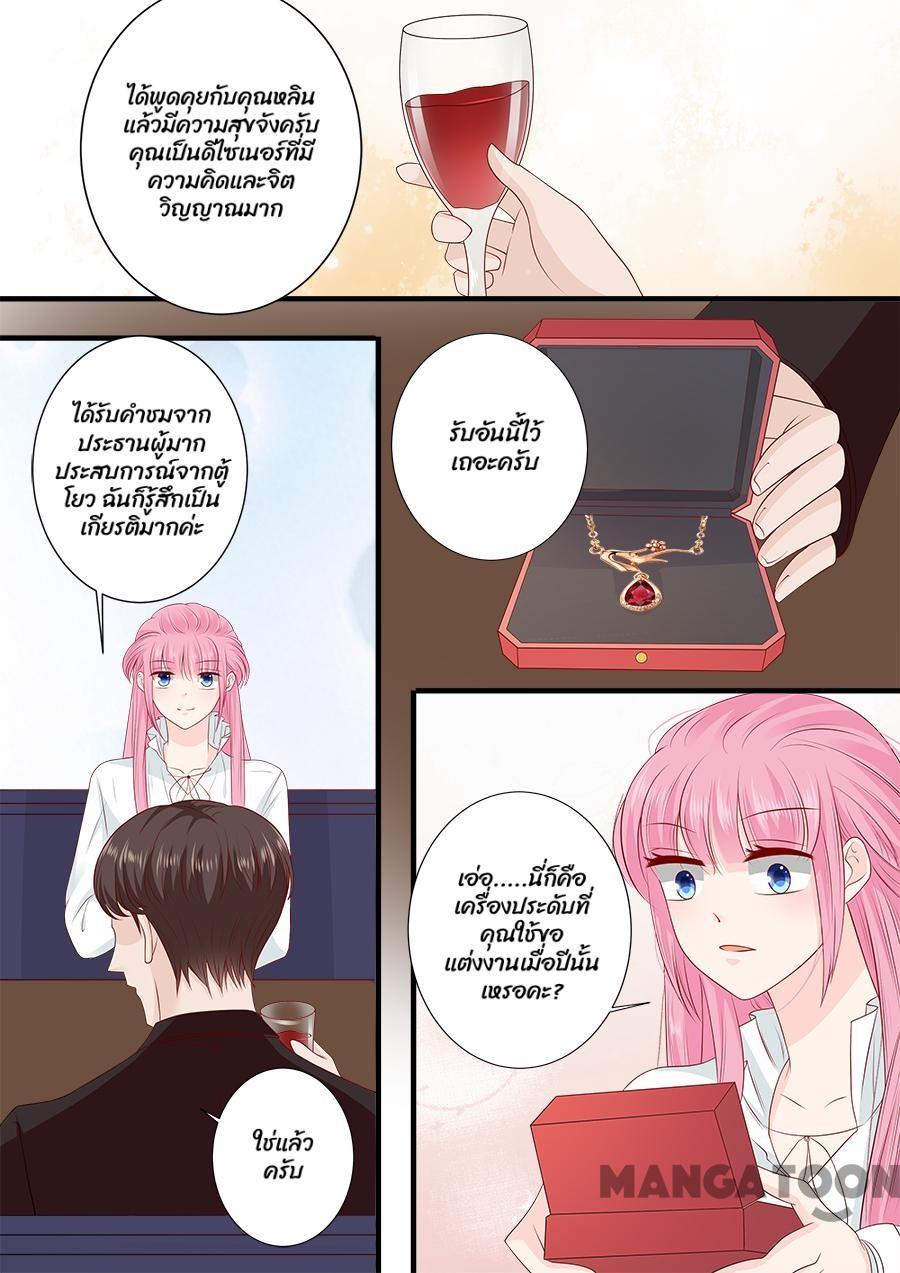 ได้พูดคุยกับคุณหลิน
แล้วมีความสุขจังครับ
คุณเป็นดีไซเนอร์ที่มี
ความคิดและจิต
วิญญาณมาก
ได้รับคำชมจาก
ประธานผู้มาก
ประสบการณ์จากตู้
โยว ฉันก็รู้สึกเป็น
เกียรติมากค่ะ
รับอันนี้ไว้
เถอะครับ
เอ่อ.....นี่ก็คือ
เครื่องประดับที่
คุณใช้ขอ
แต่งงานเมื่อปีนั้น
เหรอคะ?
ใช่แล้ว
ครับ
MANGATOON